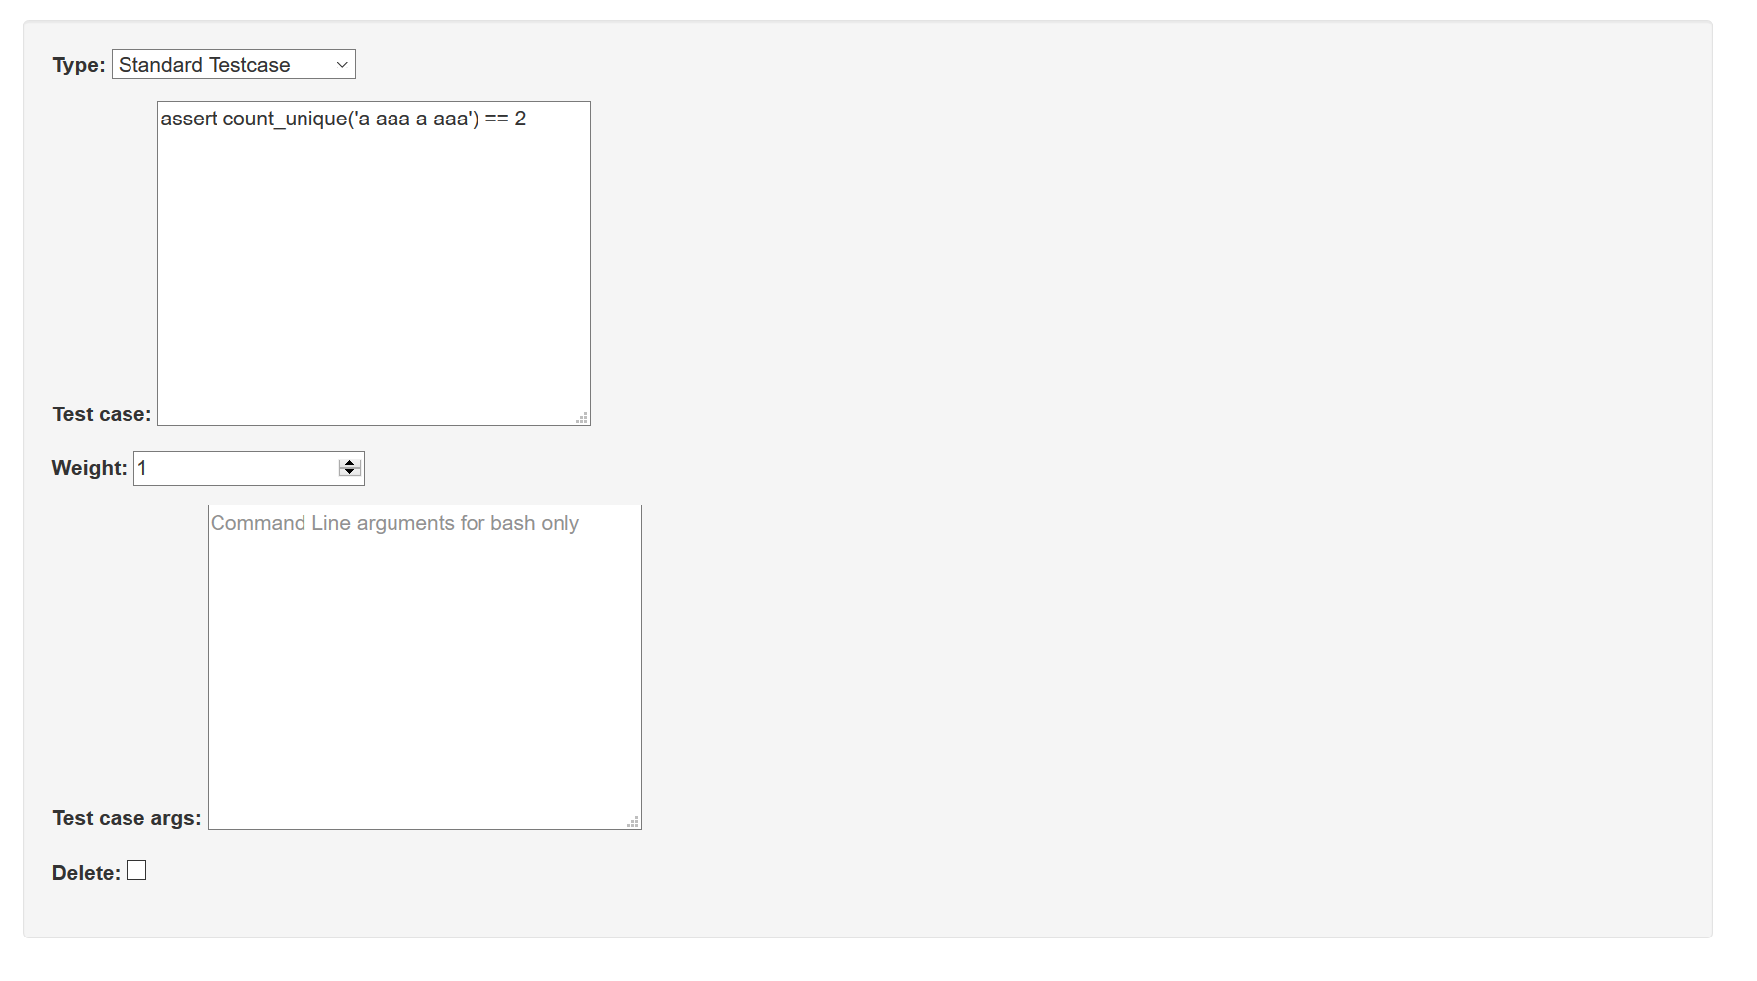 Type: Standard Testcase
assert count_unique('a aaa a aaa') == 2
Test case:
Weight: 1
Command Line arguments for bash only
Test case args:
Delete: